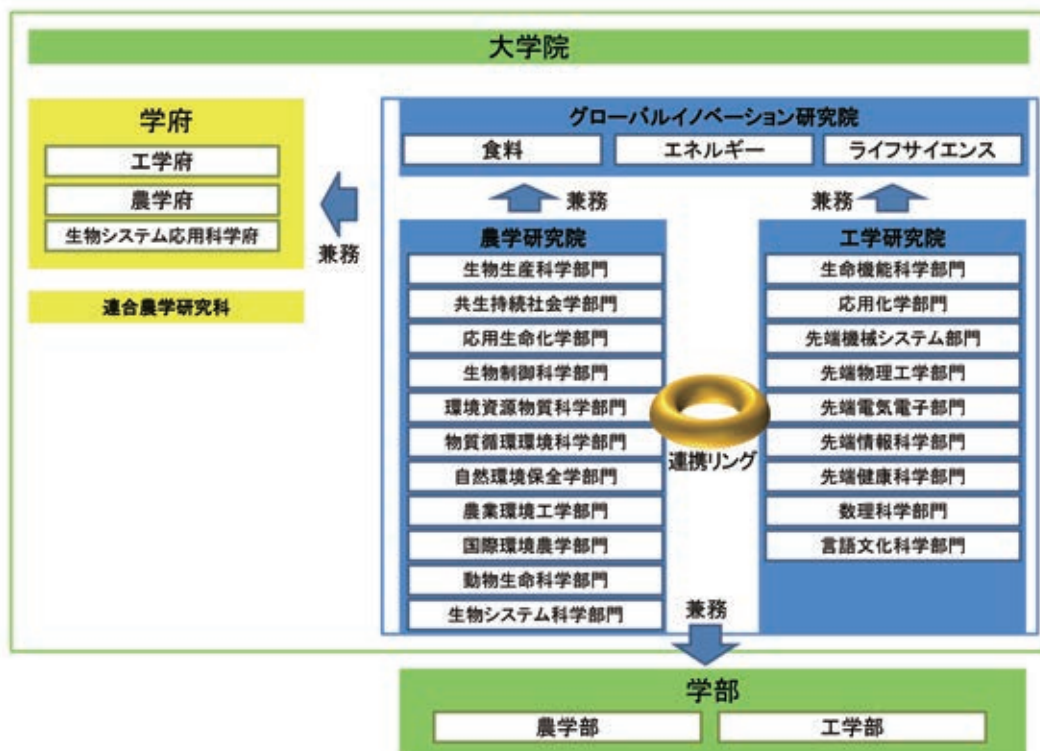 大学院
学府
工学府
農学府
生物システム応用科学府
連合農学研究科
兼務
グローバルイノベーション研究院
食料
エネルギー
ライフサイエンス
兼務
兼務
農学研究院
生物生産科学部門
共生持続社会学部門
応用生命化学部門
生物制御科学部門
環境資源物質科学部門
物質循環環境科学部門
自然環境保全学部門
農業環境工学部門
国際環境農学部門
動物生命科学部門
生物システム科学部門
連携リング
工学研究院
生命機能科学部門
応用化学部門
先端機械システム部門
先端物理工学部門
先端電気電子部門
先端情報科学部門
先端健康科学部門
数理科学部門
言語文化科学部門
兼務
学部
農学部
工学部